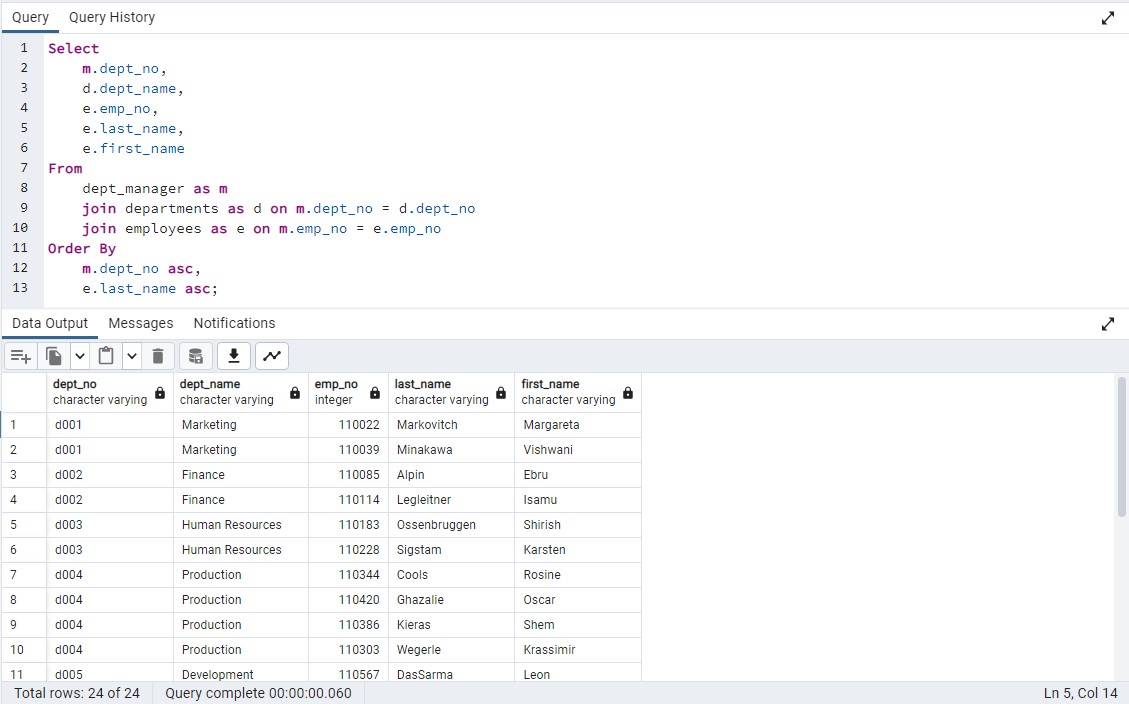 Query Query History
1 Select
2 m.dept_no,
3 d.dept_name,
4 e.emp_no,
5 e.last_name,
6 e.first_name
7 From
8 dept_manager as m
9 join departments as d on m.dept_no = d.dept_no
10 join employees as e on m.emp_no = e.emp_no
11 Order By
12 m.dept_no asc,
13 e.last_name asc;
Data Output Messages Notifications
dept_no dept_name emp_no last_name first_name
character varying character varying integer character varying character varying
1 d001 Marketing 110022 Markovitch Margareta
2 d001 Marketing 110039 Minakawa Vishwani
3 d002 Finance 110085 Alpin Ebru
4 d002 Finance 110114 Legleitner Isamu
5 d003 Human Resources 110183 Ossenbruggen Shirish
6 d003 Human Resources 110228 Sigstam Karsten
7 d004 Production 110344 Cools Rosine
8 d004 Production 110420 Ghazalie Oscar
9 d004 Production 110386 Kieras Shem
10 d004 Production 110303 Wegerle Krassimir
11 d005 Development 110567 DasSarma Leon
Total rows: 24 of 24 Query complete 00:00:00.060 Ln 5, Col 14